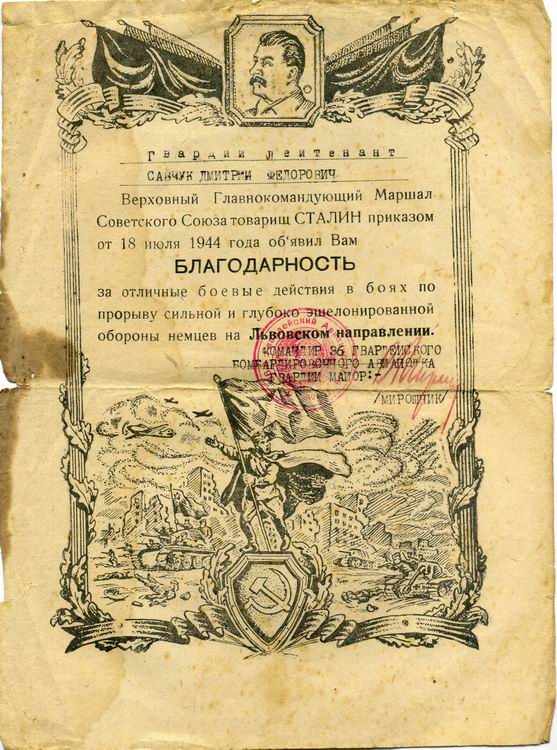 Гвардии лейтенант
САВЧУК ДМИТРИЙ ФЕДОРОВИЧ
Верховный Главнокомандующий Маршал
Советского Союза товарищ СТАЛИН приказом
от 18 июля 1944 года об'явил Вам
БЛАГОДАРНОСТЬ
за отличные боевые действия в боях по
прорыву сильной и глубоко эшелонированной
обороны немцев на Львовском направлении.
КОМАНДИР 36 ГВАРДЕЙСКОГО
БОМБАРДИРОВОЧНОГО АВИАПОЛКА
ГВАРДИИ МАЙОР:
/МИРОШНИК/